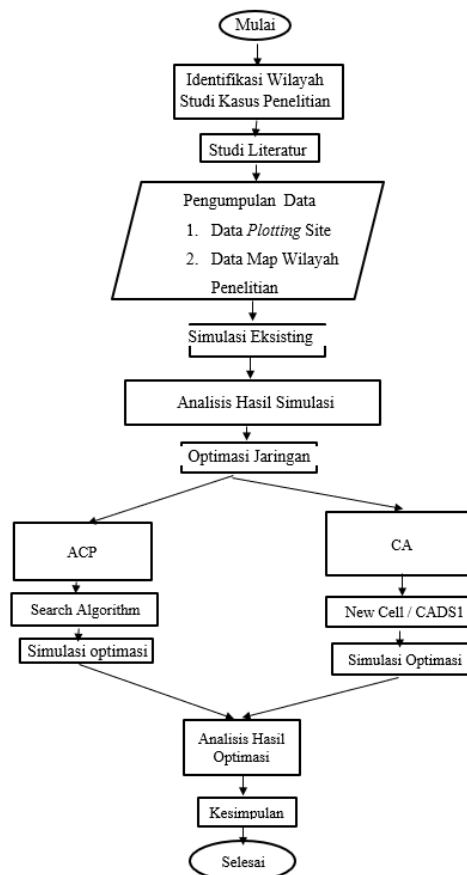 Mulai
Identifikasi Wilayah
Studi Kasus Penelitian
Studi Literatur
Pengumpulan Data
1. Data Plotting Site
2. Data Map Wilayah
Penelitian
Simulasi Eksisting
Analisis Hasil Simulasi
Optimasi Jaringan
ACP
Search Algorithm
Simulasi optimasi
CA
New Cell / CADS1
Simulasi Optimasi
Analisis Hasil
Optimasi
Kesimpulan
Selesai